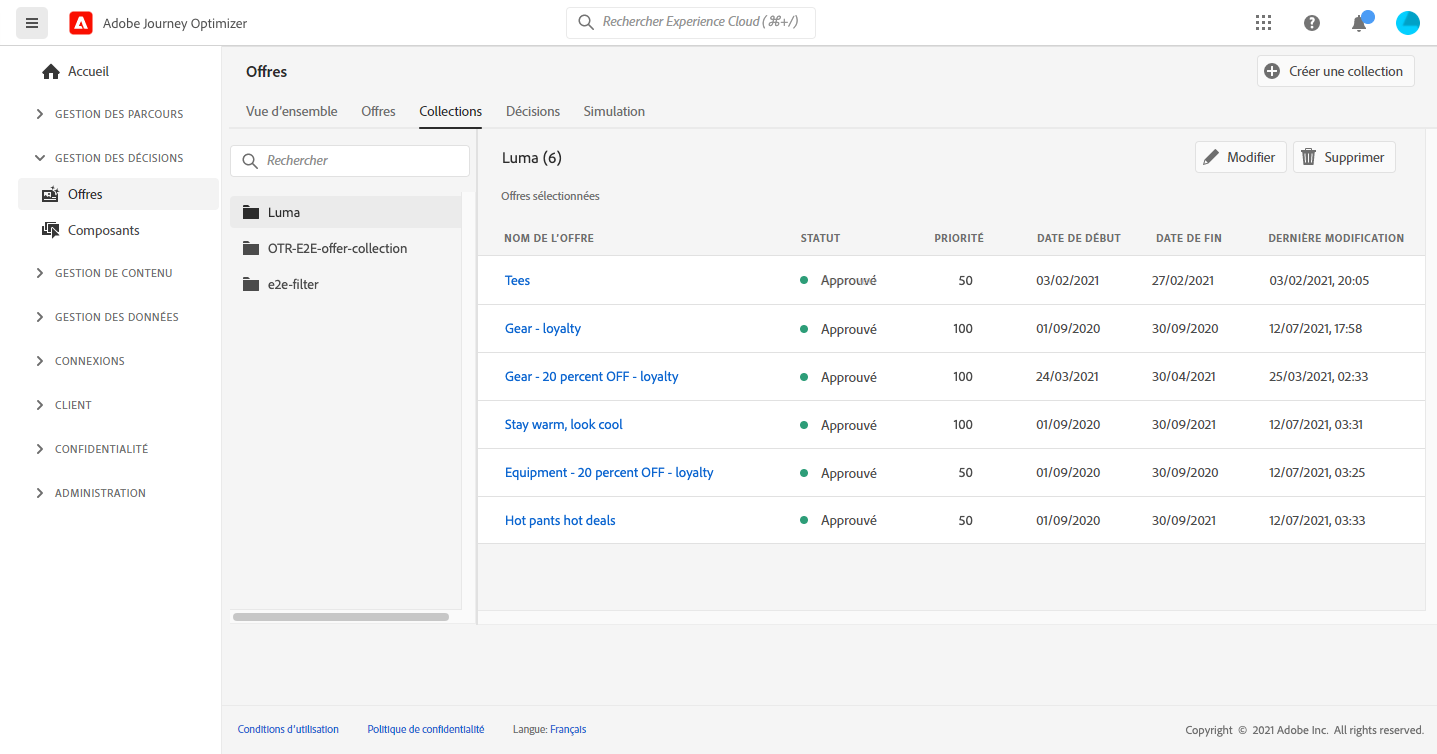 Adobe Journey Optimizer
Rechercher Experience Cloud (⌘+/)
Accueil
GESTION DES PARCOURS
GESTION DES DÉCISIONS
Offres
Composants
GESTION DE CONTENU
GESTION DES DONNÉES
CONNEXIONS
CLIENT
CONFIDENTIALITÉ
ADMINISTRATION
Offres
Créer une collection
Vue d'ensemble Offres Collections Décisions Simulation
Rechercher
Luma
OTR-E2E-offer-collection
e2e-filter
Luma (6)
Modifier Supprimer
Offres sélectionnées
NOM DE L'OFFRE STATUT PRIORITÉ DATE DE DÉBUT DATE DE FIN DERNIÈRE MODIFICATION
Tees Approuvé 50 03/02/2021 27/02/2021 03/02/2021, 20:05
Gear - loyalty Approuvé 100 01/09/2020 30/09/2020 12/07/2021, 17:58
Gear - 20 percent OFF - loyalty Approuvé 100 24/03/2021 30/04/2021 25/03/2021, 02:33
Stay warm, look cool Approuvé 100 01/09/2020 30/09/2021 12/07/2021, 03:31
Equipment - 20 percent OFF - loyalty Approuvé 50 01/09/2020 30/09/2020 12/07/2021, 03:25
Hot pants hot deals Approuvé 50 01/09/2020 30/09/2021 12/07/2021, 03:33
Conditions d'utilisation Politique de confidentialité Langue: Français
Copyright © 2021 Adobe Inc. All rights reserved.